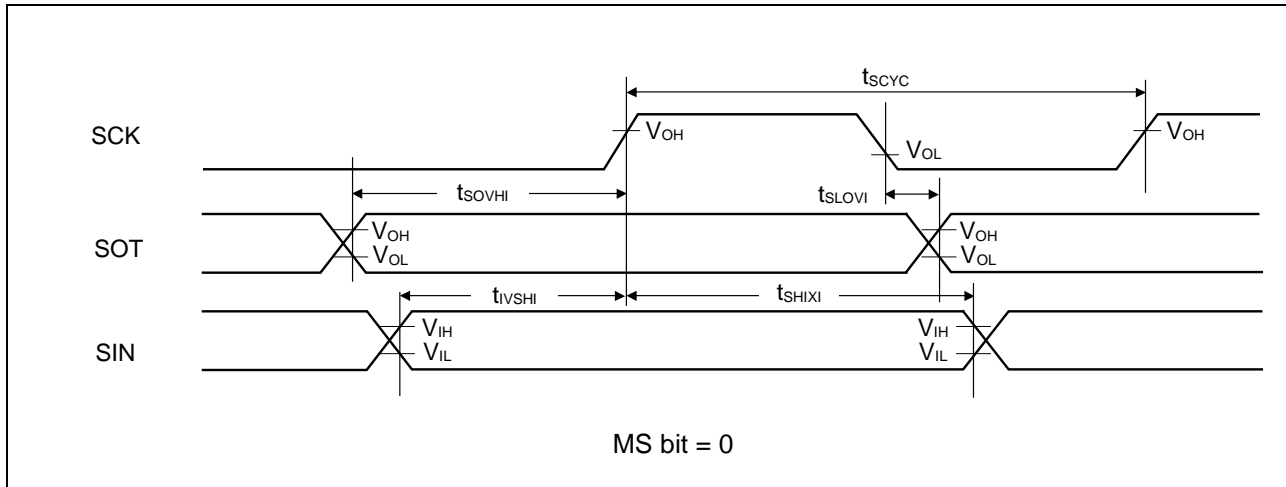 tSCYC
SCK
VOH
VOL
VOH
tSOVHI
tSLOVI
SOT
VOH
VOL
VOH
VOL
tIVSHI
tSHIXI
SIN
VIH
VIL
VIH
VIL
MS bit = 0